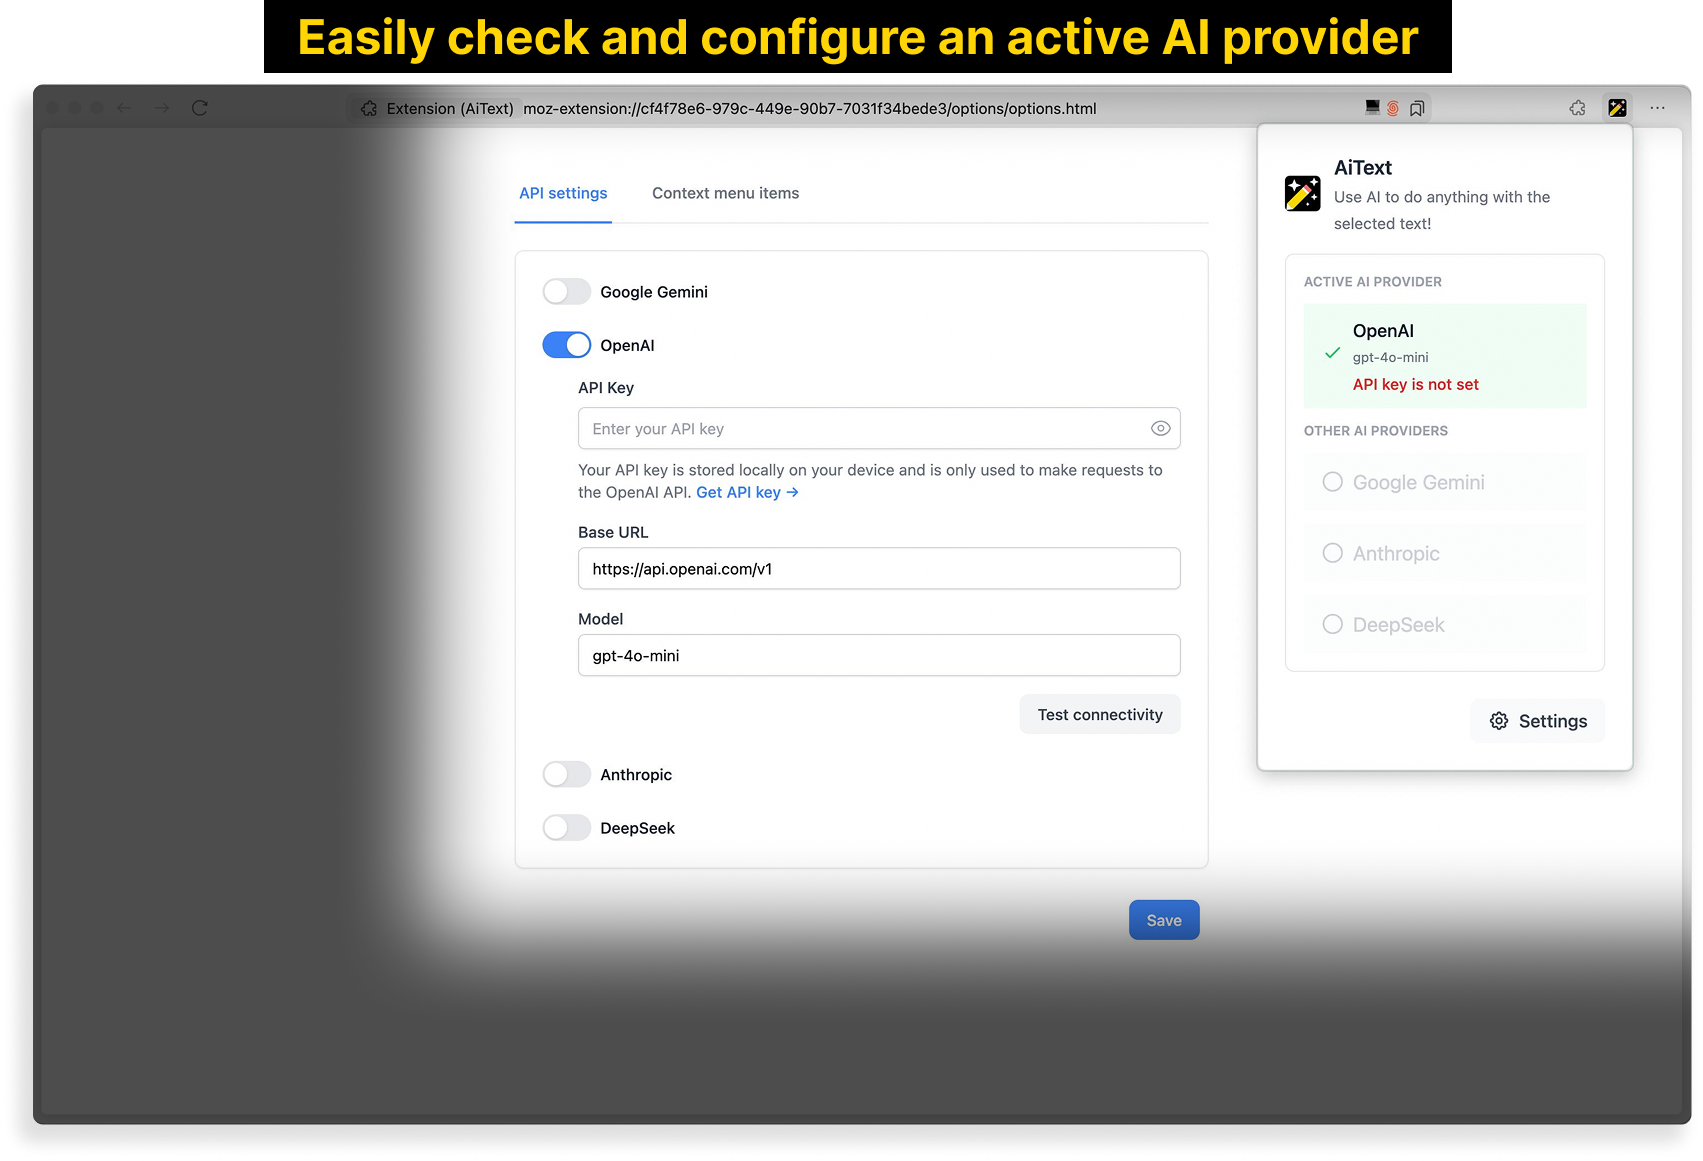 Easily check and configure an active AI provider
Extension (AiText) moz-extension://cf4f78e6-979c-449e-90b7-7031f34bede3/options/options.html
API settings
Context menu items
Google Gemini
OpenAI
API Key
Enter your API key
Your API key is stored locally on your device and is only used to make requests to
the OpenAI API. Get API key →
Base URL
https://api.openai.com/v1
Model
gpt-4o-mini
Test connectivity
Anthropic
DeepSeek
Save
AiText
Use AI to do anything with the
selected text!
ACTIVE AI PROVIDER
OpenAI
gpt-4o-mini
API key is not set
OTHER AI PROVIDERS
Google Gemini
Anthropic
DeepSeek
Settings